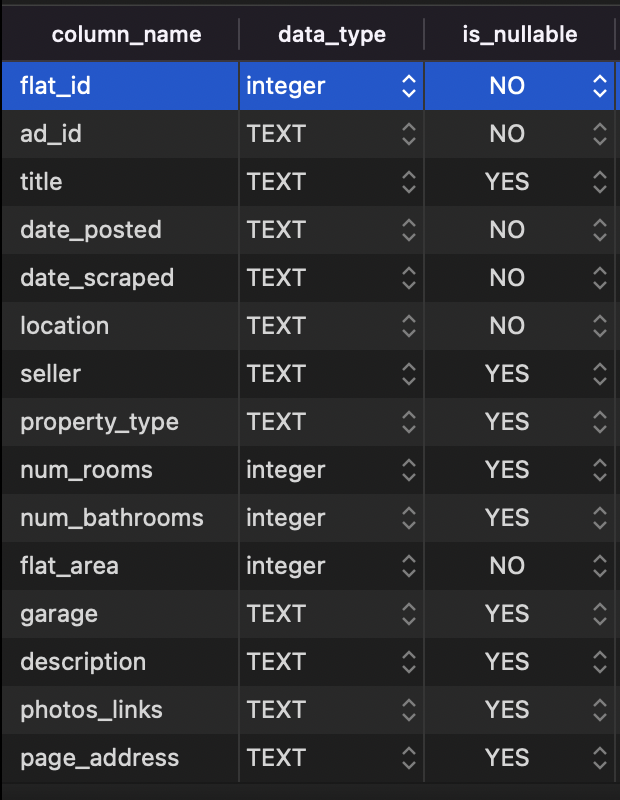 column_name data_type is_nullable
flat_id integer NO
ad_id TEXT NO
title TEXT YES
date_posted TEXT NO
date_scraped TEXT NO
location TEXT NO
seller TEXT YES
property_type TEXT YES
num_rooms integer YES
num_bathrooms integer YES
flat_area integer NO
garage TEXT YES
description TEXT YES
photos_links TEXT YES
page_address TEXT YES